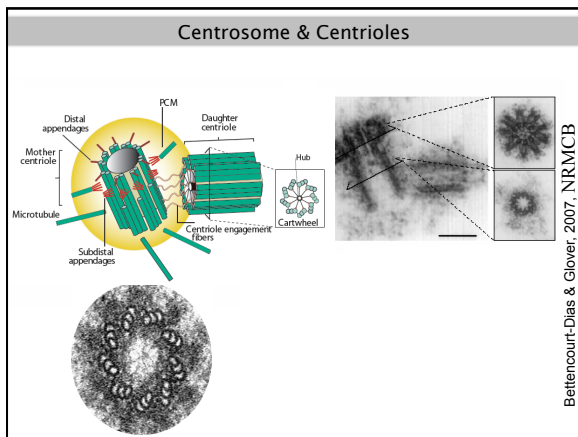 Centrosome & Centrioles
Distal
appendages
PCM
Daughter
centriole
Mother
centriole
Hub
Microtubule
Cartwheel
Centriole engagement
fibers
Subdistal
appendages
Bettencourt-Dias & Glover, 2007, NRMCB